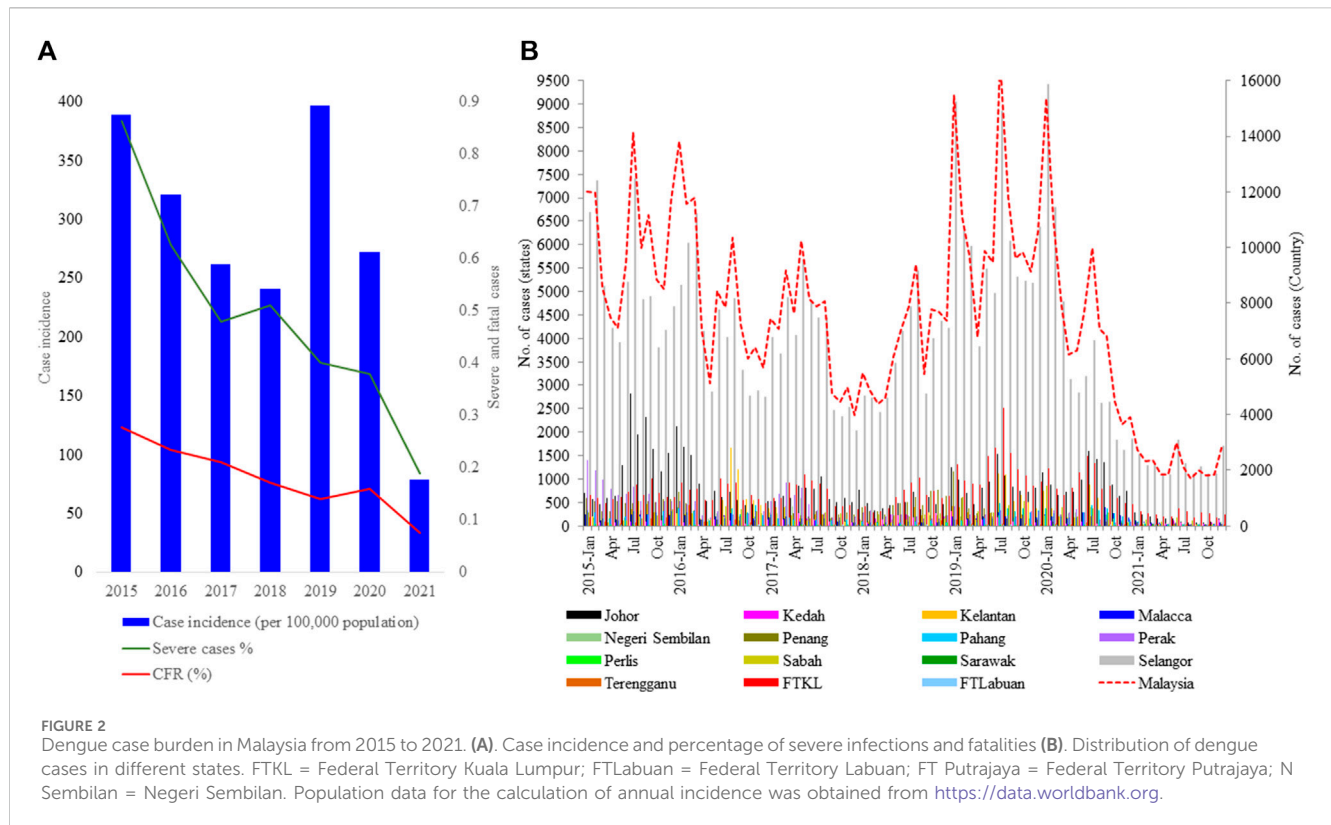 A
400
350
300
250
200
150
100
50
0
Case incidence
0.9
0.8
0.7
0.6
0.5
0.4
0.3
0.2
0.1
0
Severe and fatal cases
2015 2016 2017 2018 2019 2020 2021
Case incidence (per 100,000 population)
Severe cases %
CFR (%)
B
9500
9000
8500
8000
7500
7000
6500
6000
5500
5000
4500
4000
3500
3000
2500
2000
1500
1000
500
0
No. of cases (states)
16000
14000
12000
10000
8000
6000
4000
2000
0
No. of cases (Country)
2015-Jan Apr Jul Oct 2016-Jan Apr Jul Oct 2017-Jan Apr Jul Oct 2018-Jan Apr Jul Oct 2019-Jan Apr Jul Oct 2020-Jan Apr Jul Oct 2021-Jan Apr Jul Oct
Johor Kedah Kelantan Malacca
Negeri Sembilan Penang Pahang Perak
Perlis Sabah Sarawak Selangor
Terengganu FTKL FTLabuan Malaysia
FIGURE 2
Dengue case burden in Malaysia from 2015 to 2021. (A). Case incidence and percentage of severe infections and fatalities (B). Distribution of dengue
cases in different states. FTKL = Federal Territory Kuala Lumpur; FTLabuan = Federal Territory Labuan; FT Putrajaya = Federal Territory Putrajaya; N
Sembilan = Negeri Sembilan. Population data for the calculation of annual incidence was obtained from https://data.worldbank.org.